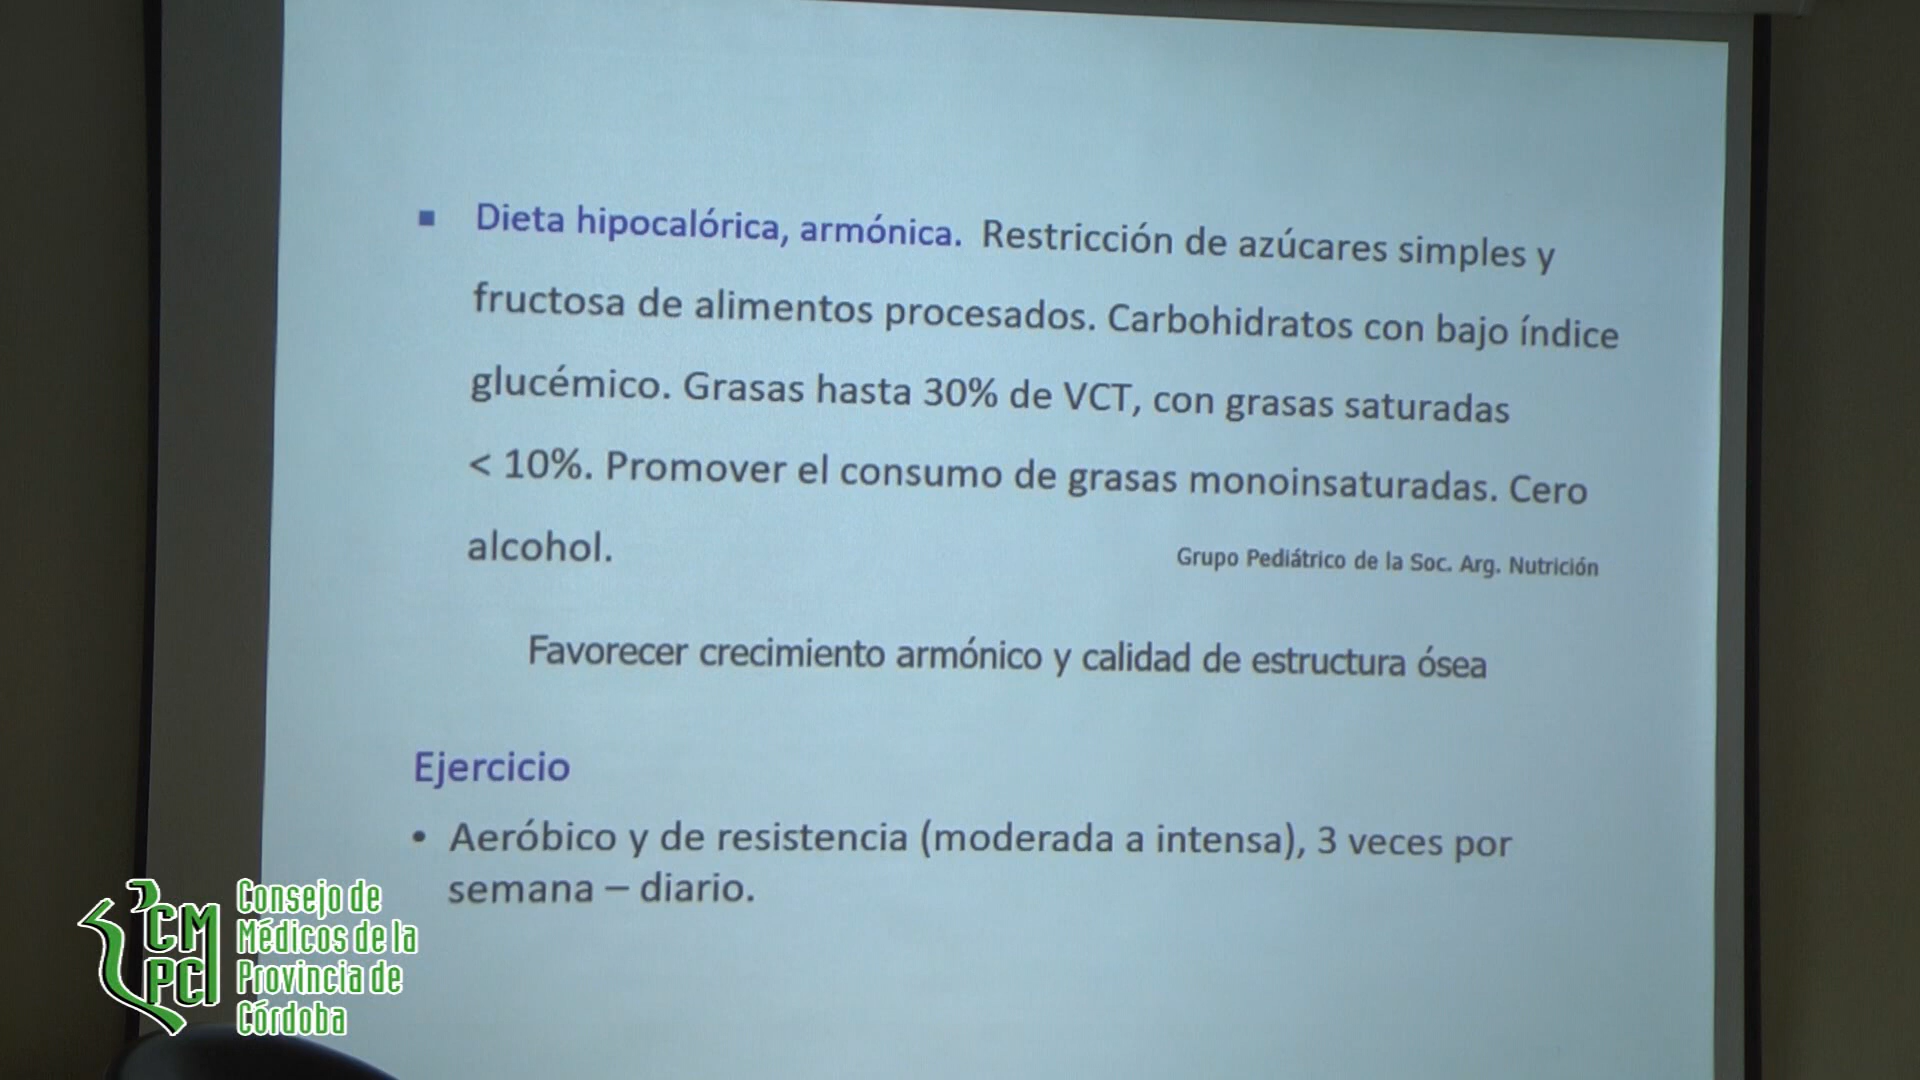 Dieta hipocalórica, armónica. Restricción de azúcares simples y
fructosa de alimentos procesados. Carbohidratos con bajo índice
glucémico. Grasas hasta 30% de VCT, con grasas saturadas
< 10%. Promover el consumo de grasas monoinsaturadas. Cero
alcohol.
Grupo Pediátrico de la Soc. Arg. Nutrición
Favorecer crecimiento armónico y calidad de estructura ósea
Ejercicio
• Aeróbico y de resistencia (moderada a intensa), 3 veces por
semana – diario.
CM
PC
Consejo de
Médicos de la
Provincia de
Córdoba